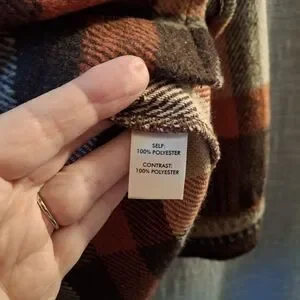 SELF:
100% POLYESTER
CONTRAST:
100% POLYESTER